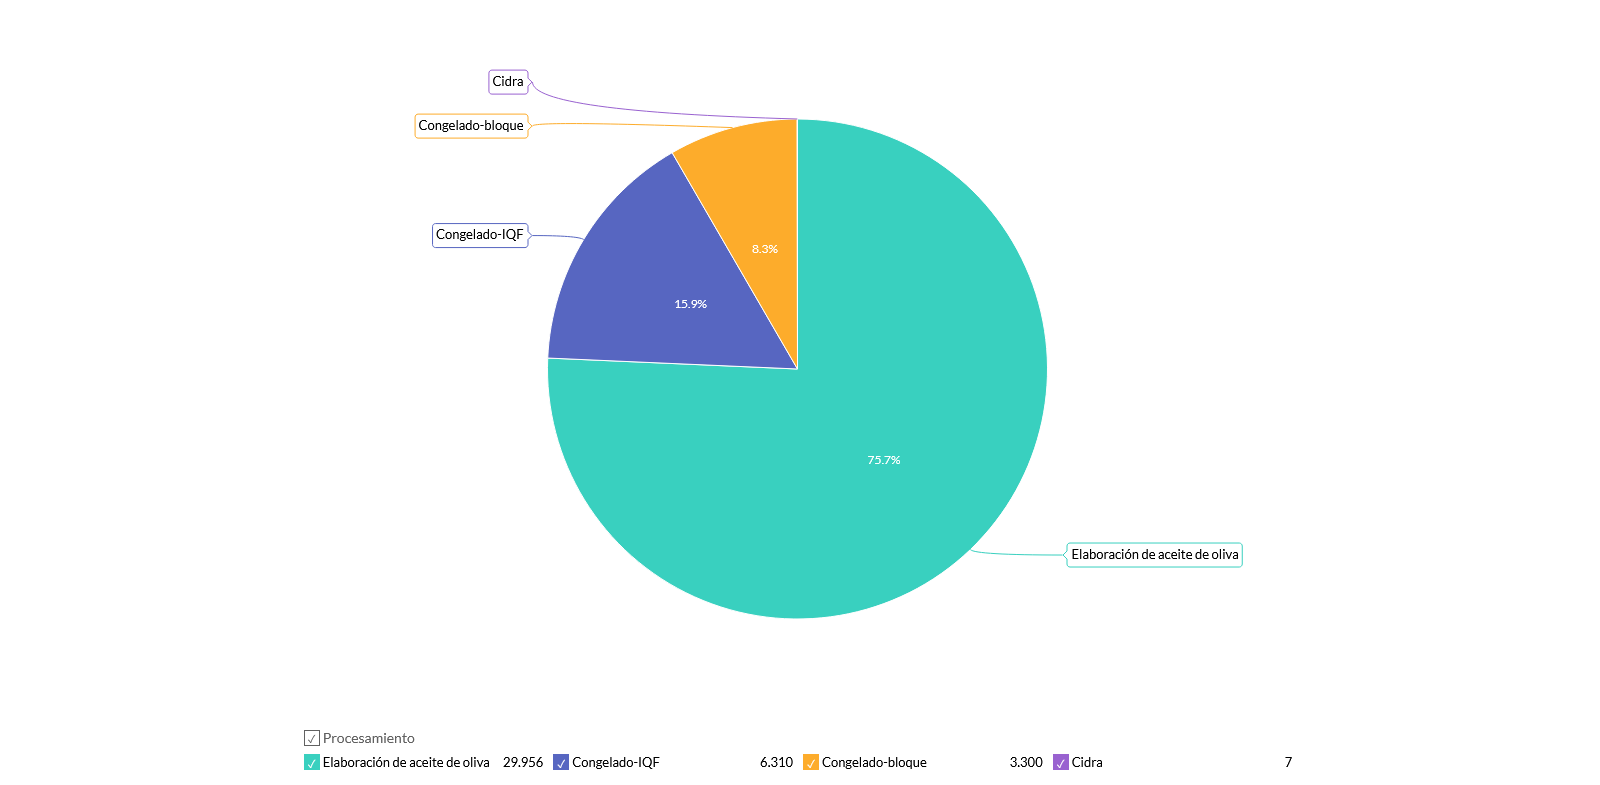 Cidra
Congelado-bloque
Congelado-IQF
8.3%
15.9%
75.7%
Elaboración de aceite de oliva
Procesamiento
Elaboración de aceite de oliva 29.956 Congelado-IQF 6.310 Congelado-bloque 3.300 Cidra 7